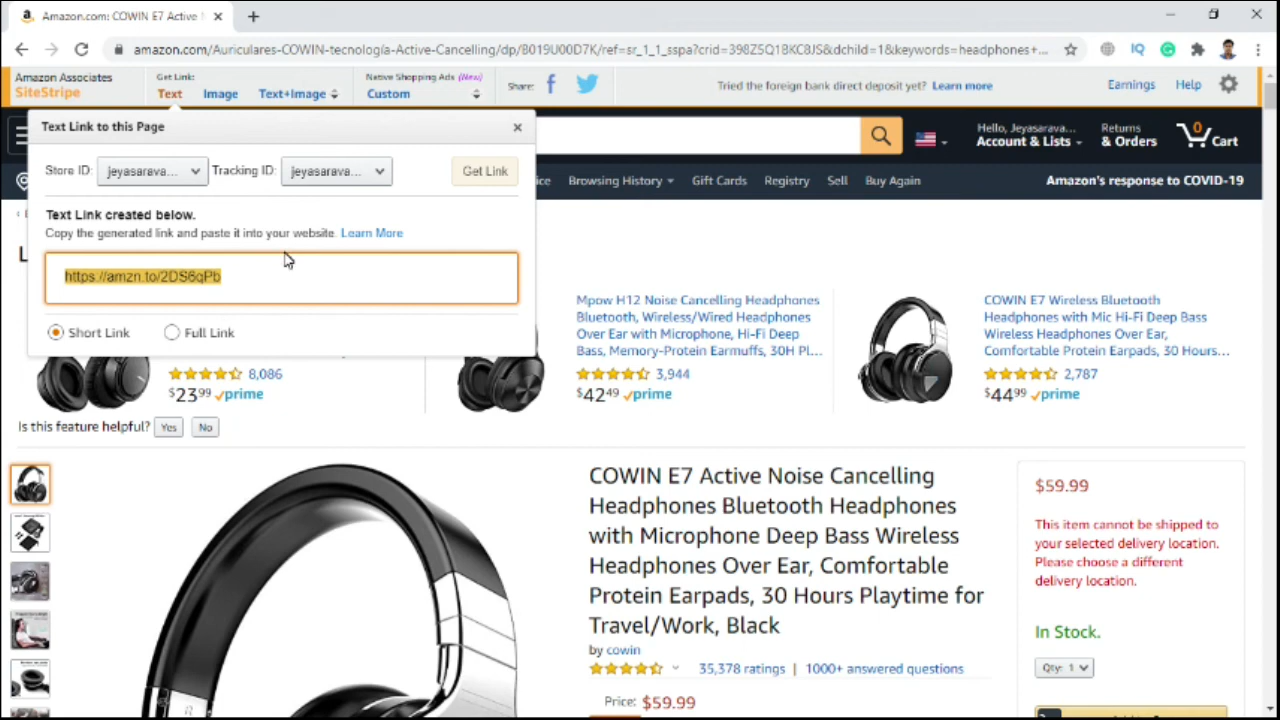 Amazon.com: COWIN E7 Active
amazon.com/Auriculares-COWIN-tecnología-Active-Cancelling/dp/B019U00D7K/ref=sr_1_1_sspa?crid=398Z5Q1BKC8JS&dchild=1&keywords=headphones+...
Amazon Associates
SiteStripe
Get Link:
Text Image Text+Image
Native Shopping Ads (New)
Custom
Share:
Tried the foreign bank direct deposit yet? Learn more
Earnings Help
Text Link to this Page
Store ID: jeyasarava... Tracking ID: jeyasarava... Get Link
Text Link created below.
Copy the generated link and paste it into your website. Learn More
https://amzn.to/2DS6qPb
Short Link Full Link
Hello, Jeyasarava...
Account & Lists
Returns
& Orders
0
Cart
Browsing History Gift Cards Registry Sell Buy Again
Amazon's response to COVID-19
8,086
$23.99 prime
Mpow H12 Noise Cancelling Headphones
Bluetooth, Wireless/Wired Headphones
Over Ear with Microphone, Hi-Fi Deep
Bass, Memory-Protein Earmuffs, 30H Pl...
3,944
$42.49 prime
COWIN E7 Wireless Bluetooth
Headphones with Mic Hi-Fi Deep Bass
Wireless Headphones Over Ear,
Comfortable Protein Earpads, 30 Hours...
2,787
$44.99 prime
Is this feature helpful? Yes No
COWIN E7 Active Noise Cancelling
Headphones Bluetooth Headphones
with Microphone Deep Bass Wireless
Headphones Over Ear, Comfortable
Protein Earpads, 30 Hours Playtime for
Travel/Work, Black
by cowin
35,378 ratings | 1000+ answered questions
Price: $59.99
$59.99
This item cannot be shipped to
your selected delivery location.
Please choose a different
delivery location.
In Stock.
Qty: 1